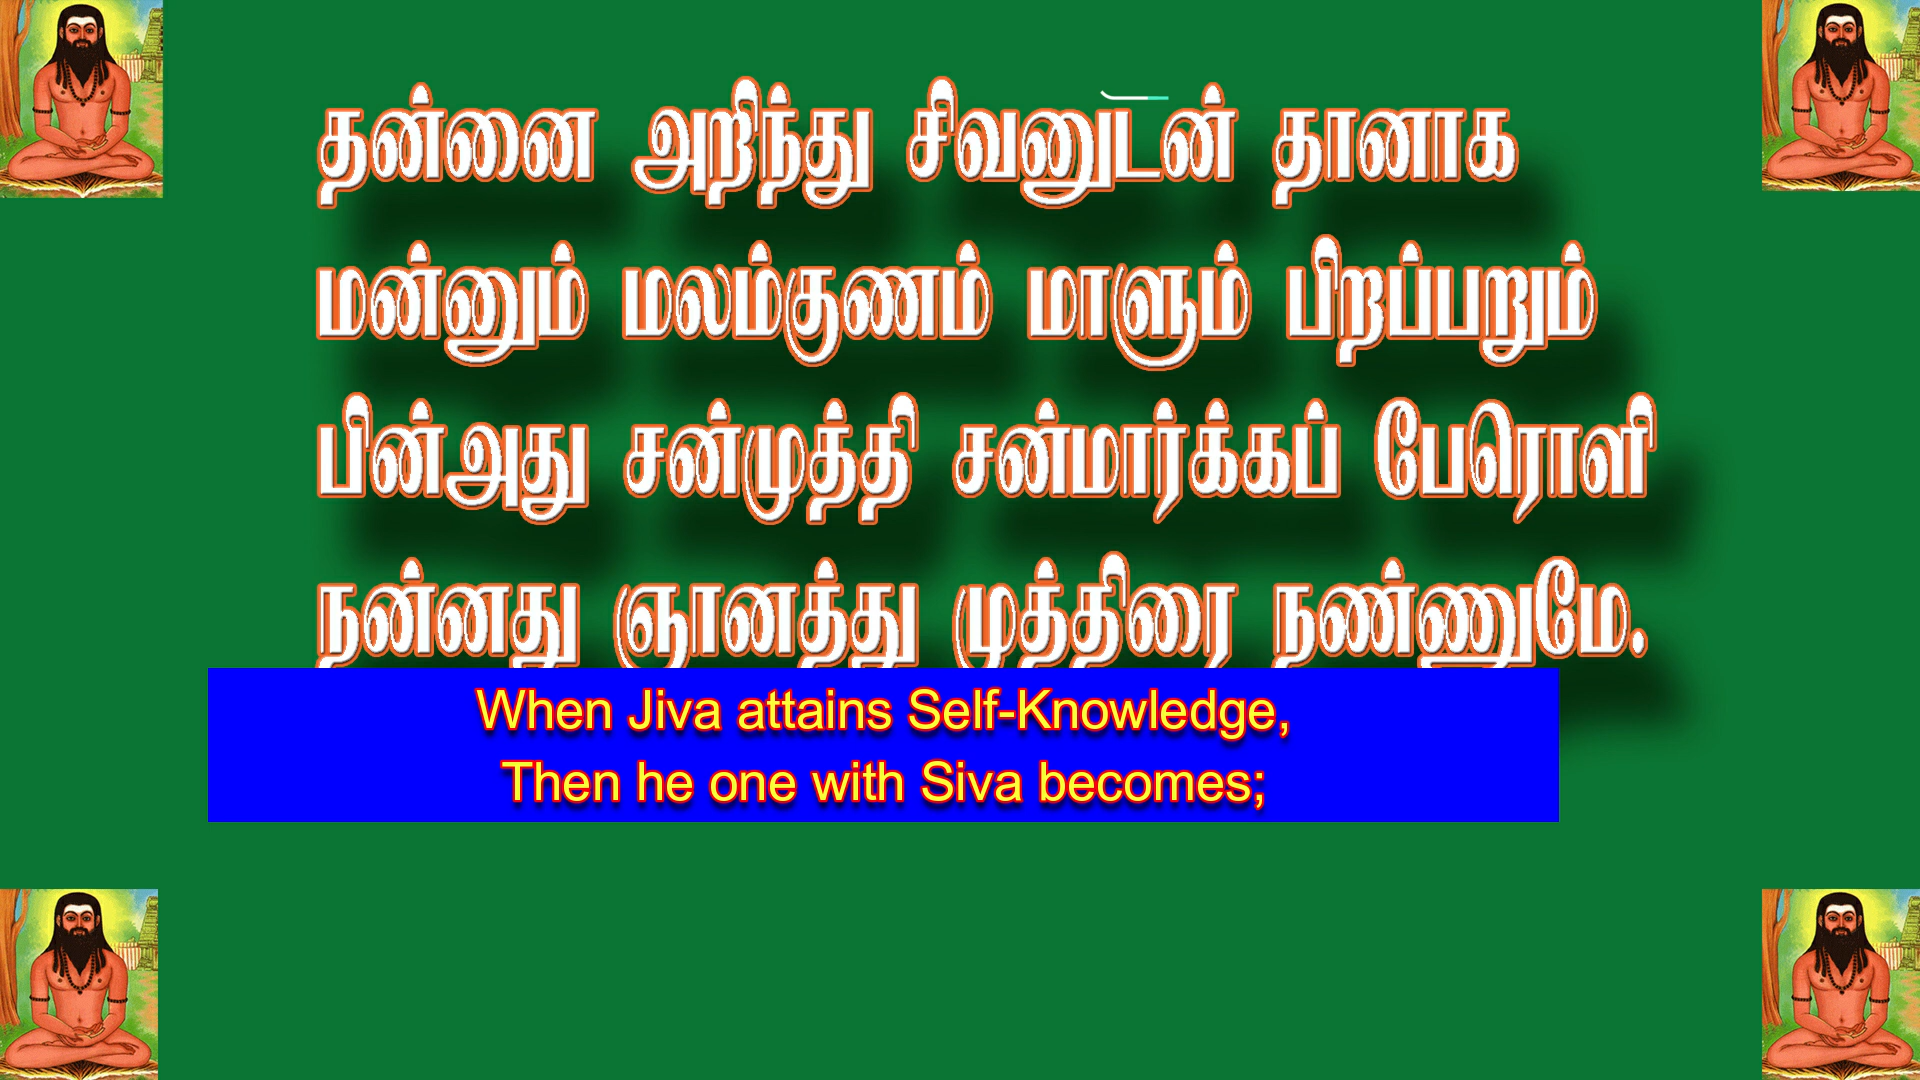 தன்னை அறிந்து சிவனுடன் தானாக
மன்னும் மலம்குணம் மாளும் பிறப்பறும்
பின்அது சன்முத்தி சன்மார்க்கப் பேரொளி
நன்னது ஞானத்து முத்திரை நண்ணுமே.
When Jiva attains Self-Knowledge,
Then he one with Siva becomes;